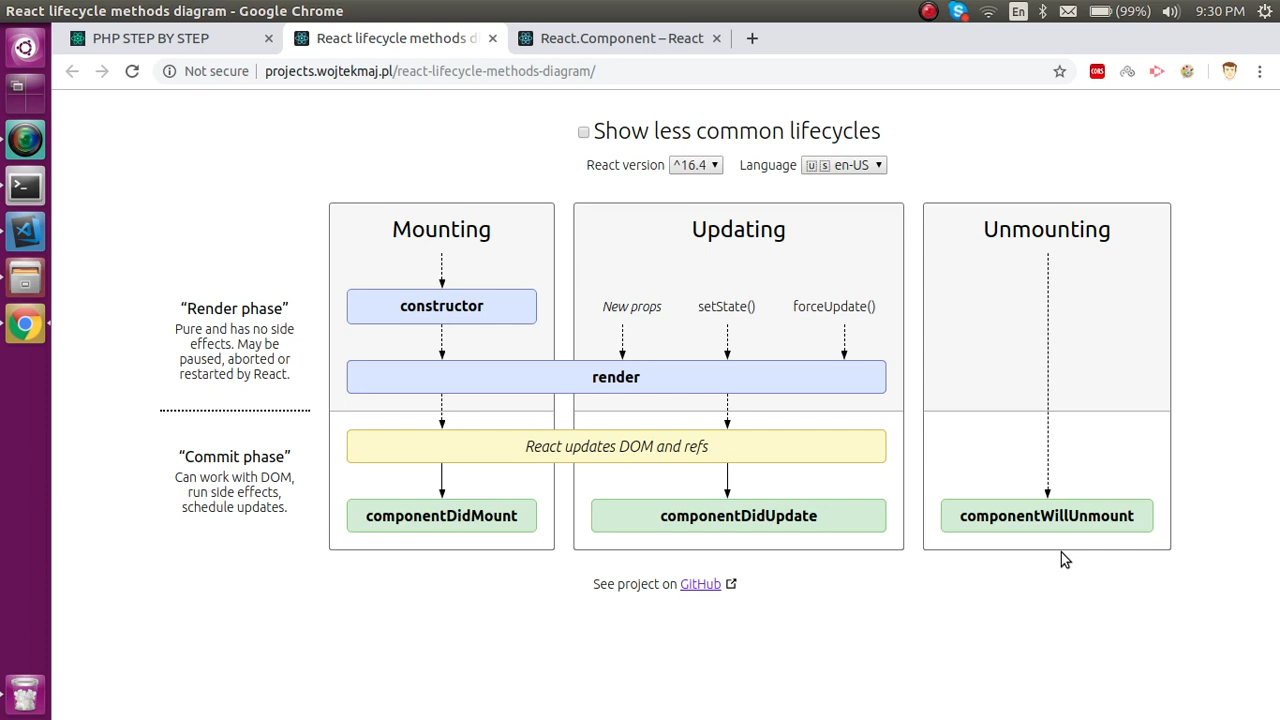 React lifecycle methods diagram - Google Chrome
En
(99%)
9:30 PM
PHP STEP BY STEP
React lifecycle methods d
React.Component – React
Not secure
projects.wojtekmaj.pl/react-lifecycle-methods-diagram/
CORS
Show less common lifecycles
React version
^16.4
Language
US en-US
Mounting
Updating
Unmounting
“Render phase”
Pure and has no side
effects. May be
paused, aborted or
restarted by React.
constructor
New props
setState()
forceUpdate()
render
“Commit phase”
Can work with DOM,
run side effects,
schedule updates.
React updates DOM and refs
componentDidMount
componentDidUpdate
componentWillUnmount
See project on GitHub